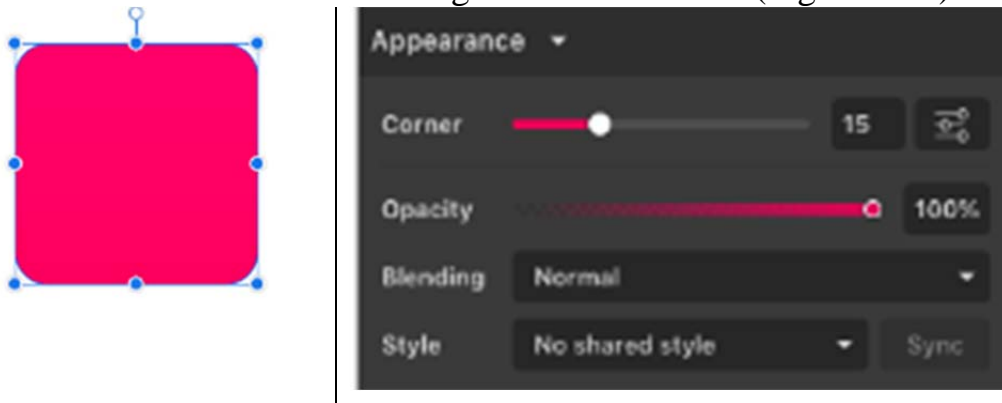 Appearance
Corner 15
Opacity 100%
Blending Normal
Style No shared style Sync